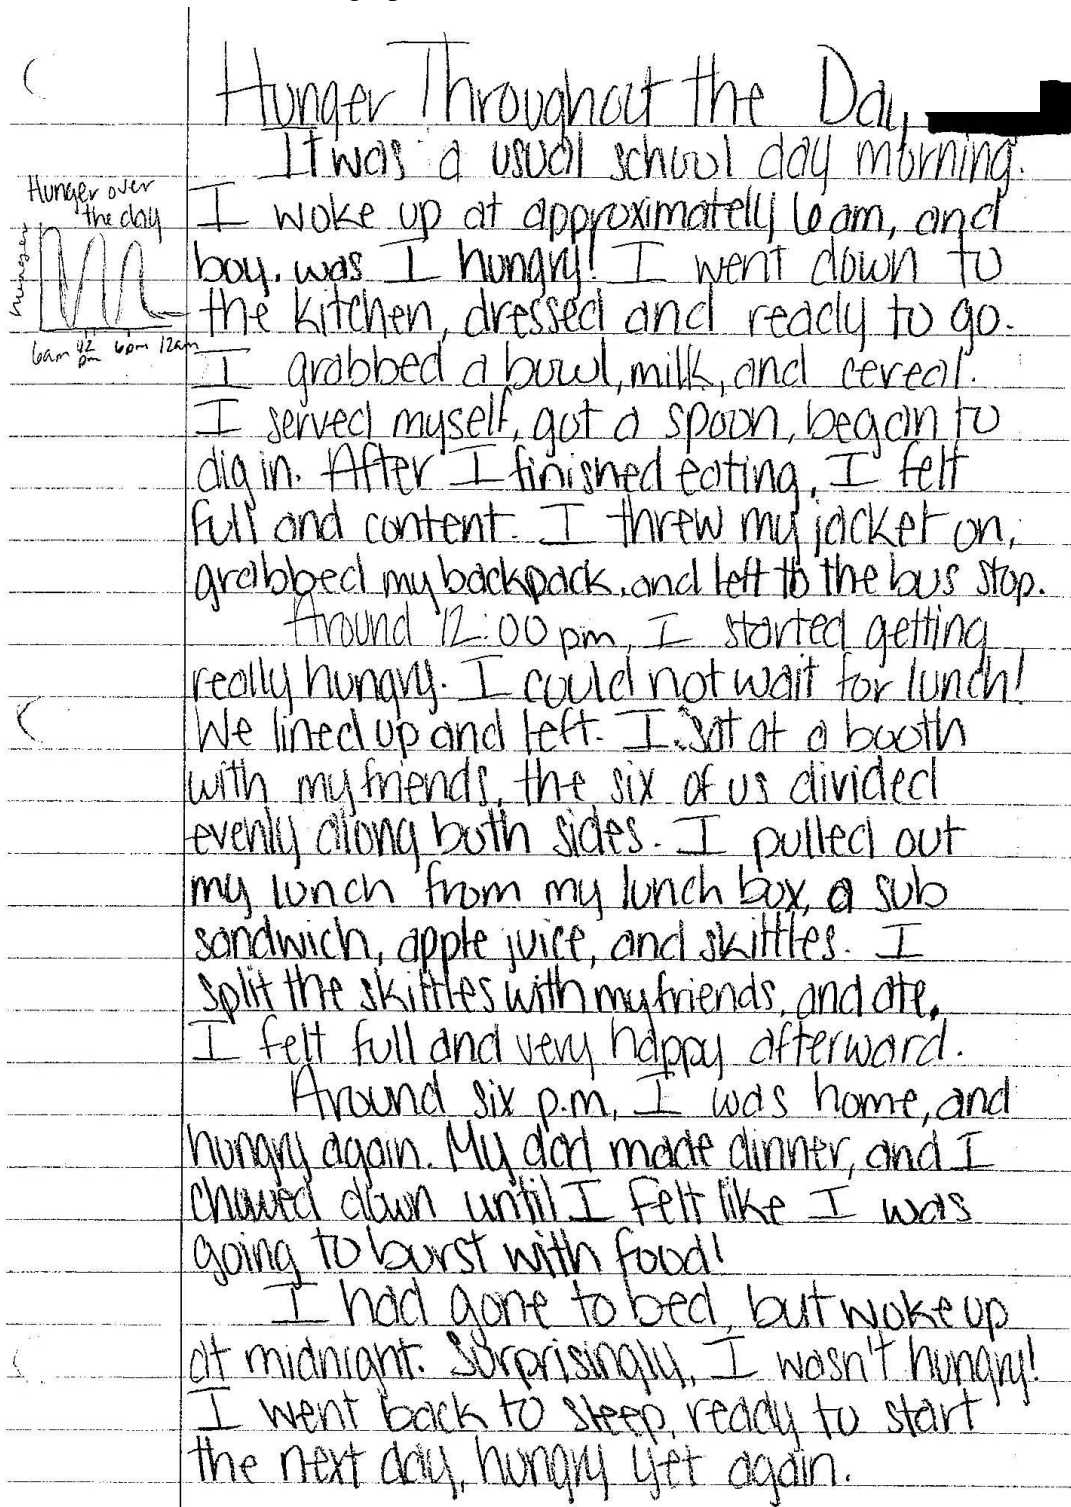 Hunger Throughout the Day
It was a usual school day morning.
I woke up at approximately 6am, and
boy, was I hungry! I went down to
the kitchen, dressed and ready to go.
I grabbed a bowl, milk, and cereal.
I served myself, got a spoon, began to
dig in. After I finished eating, I felt
full and content. I threw my jacket on,
grabbed my backpack, and left to the bus stop.
Around 12:00 pm, I started getting
really hungry. I could not wait for lunch!
We lined up and left. I sat at a booth
with my friends, the six of us divided
evenly along both sides. I pulled out
my lunch from my lunch box, a sub
sandwich, apple juice, and skittles. I
split the skittles with my friends, and ate.
I felt full and very happy afterward.
Around six p.m, I was home, and
hungry again. My dad made dinner, and I
chowed down until I felt like I was
going to burst with food!
I had gone to bed, but woke up
at midnight. Surprisingly, I wasn't hungry!
I went back to sleep, ready to start
the next day, hungry yet again.
Hunger over
the day
hunger
6am 12 6pm 12am
pm